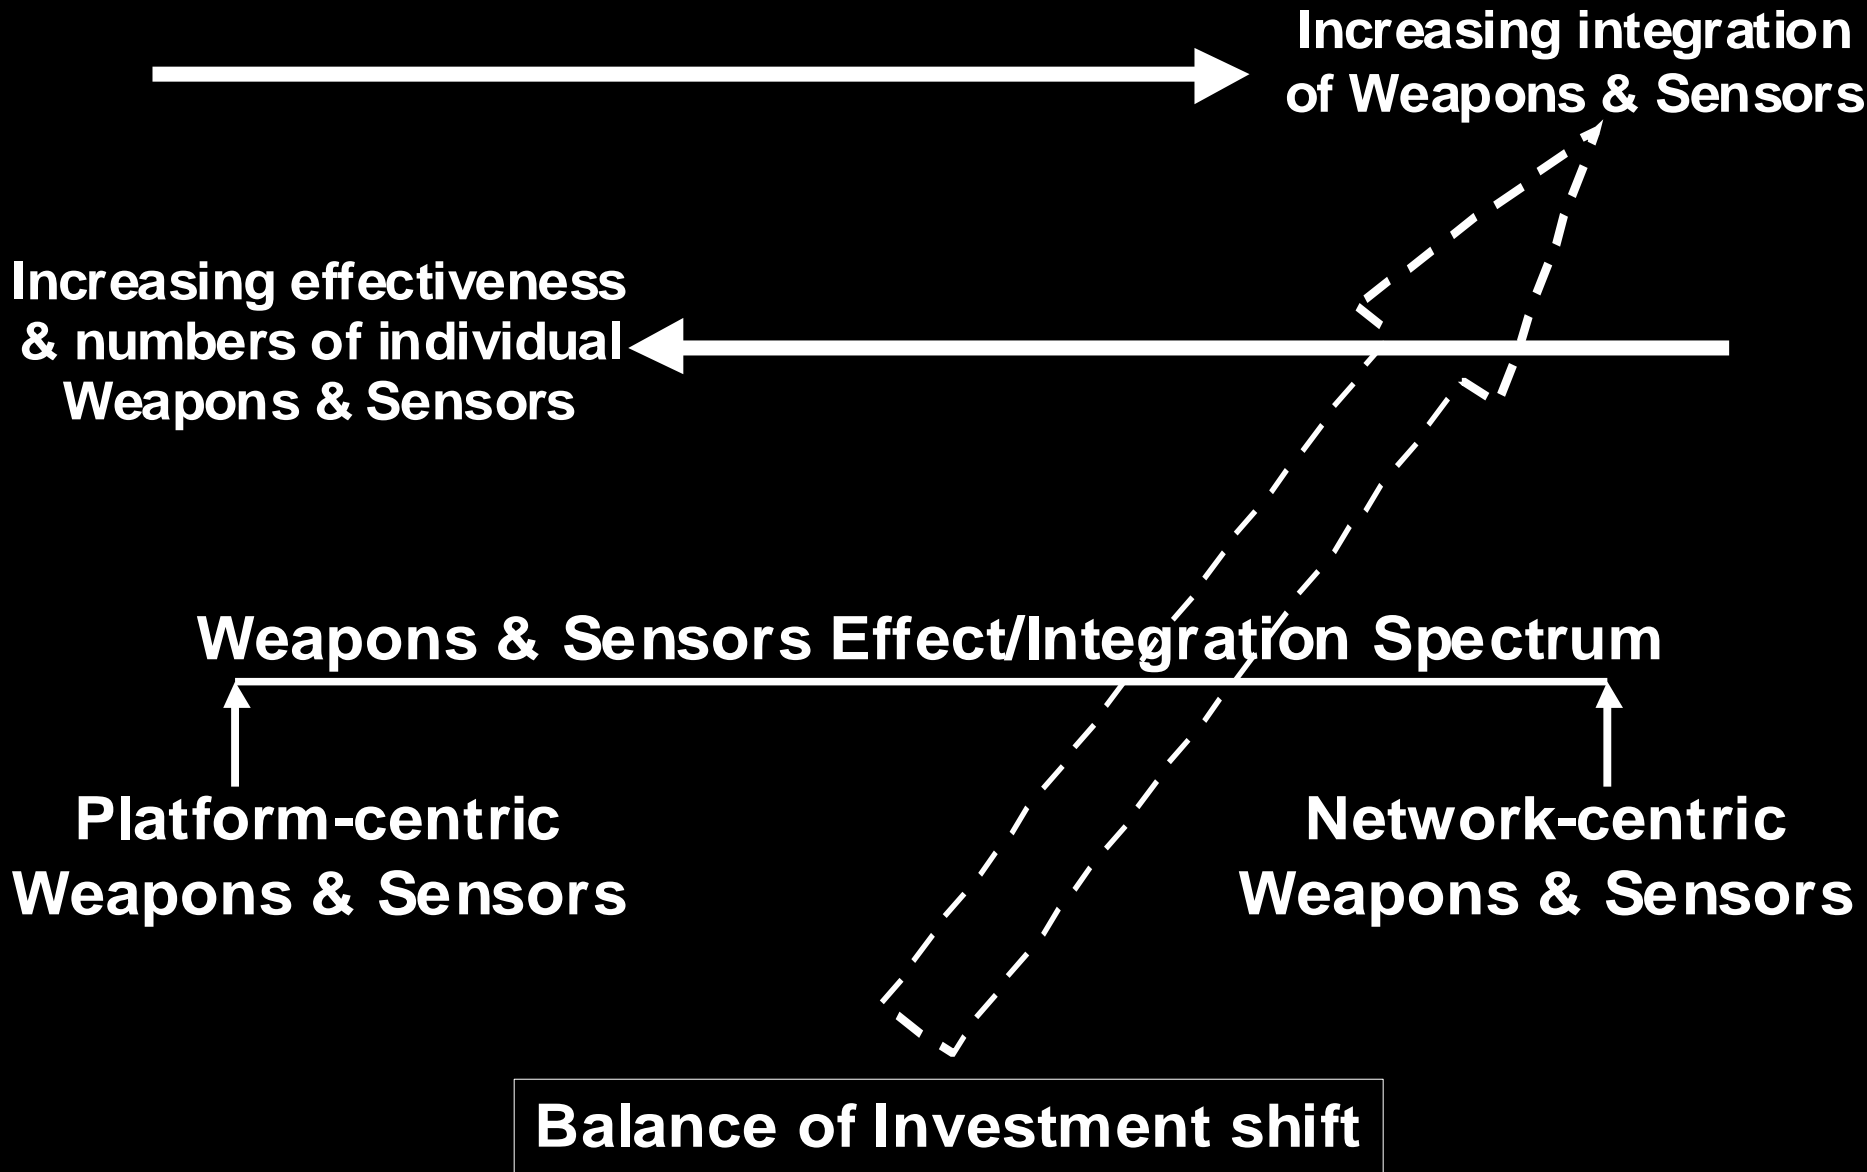 Increasing integration
of Weapons & Sensors
Increasing effectiveness
& numbers of individual
Weapons & Sensors
Weapons & Sensors Effect/Integration Spectrum
Platform-centric
Weapons & Sensors
Network-centric
Weapons & Sensors
Balance of Investment shift